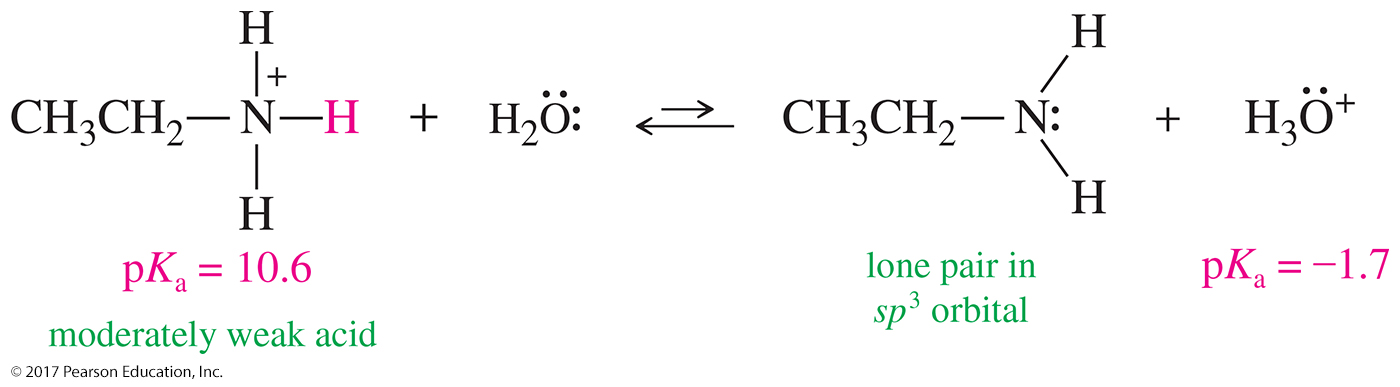 H H
CH₃CH₂—N⁺—H + H₂Ö: ⇌ CH₃CH₂—N: + H₃Ö⁺
H H
pKₐ = 10.6 lone pair in pKₐ = −1.7
sp³ orbital
moderately weak acid
© 2017 Pearson Education, Inc.